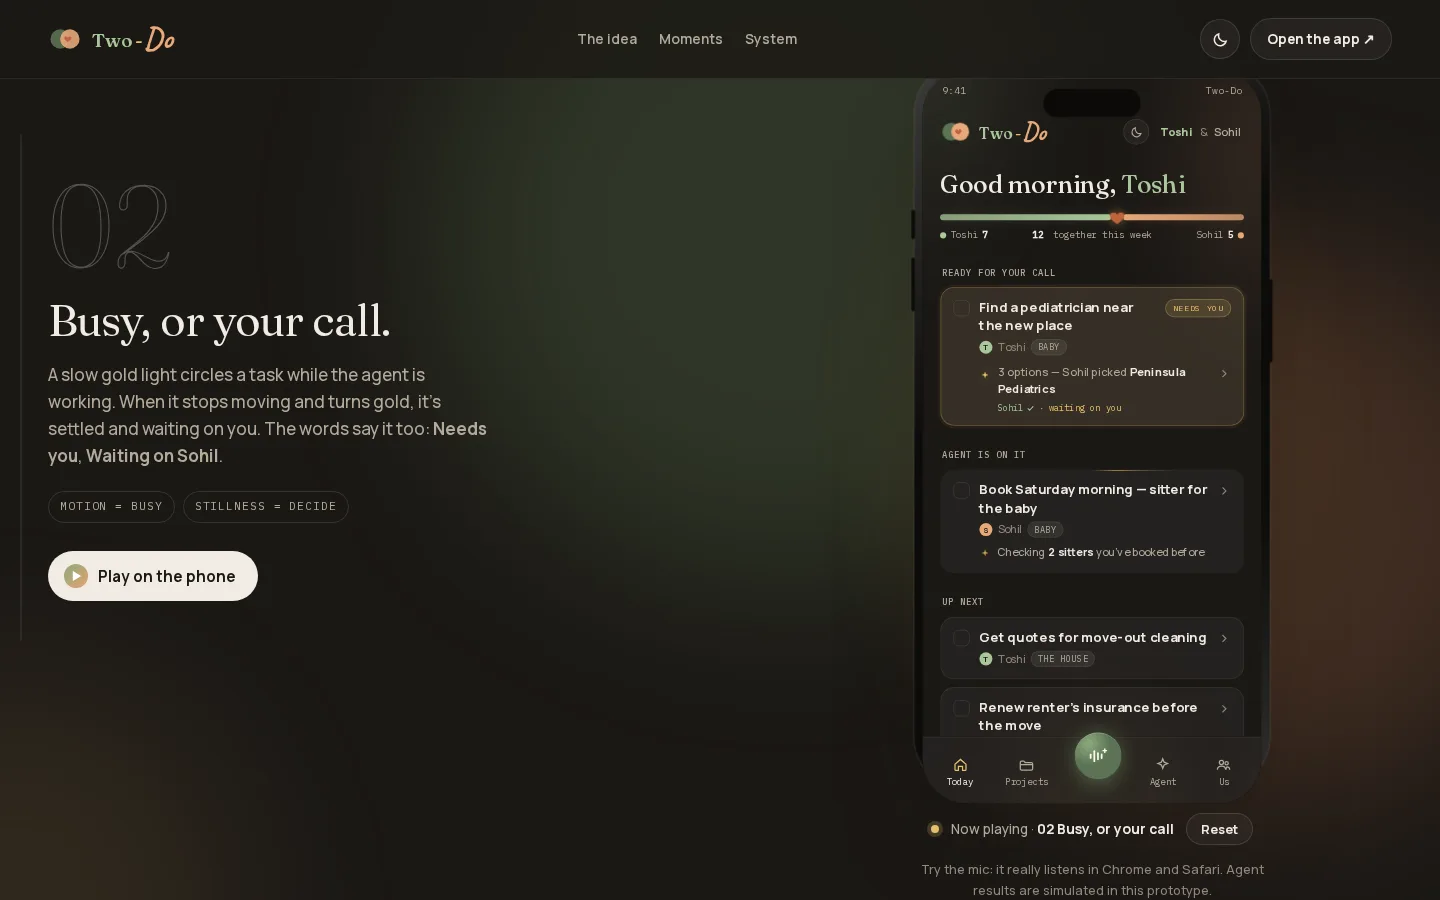 Two-Do
The idea
Moments
System
Open the app ↗
02
Busy, or your call.
A slow gold light circles a task while the agent is
working. When it stops moving and turns gold, it's
settled and waiting on you. The words say it too: Needs
you, Waiting on Sohil.
MOTION = BUSY
STILLNESS = DECIDE
Play on the phone
9:41
Two-Do
Two-Do
Toshi & Sohil
Good morning, Toshi
Toshi 7
12 together this week
Sohil 5
READY FOR YOUR CALL
Find a pediatrician near
the new place
NEEDS YOU
T Toshi BABY
3 options — Sohil picked Peninsula
Pediatrics
Sohil ✓ · waiting on you
AGENT IS ON IT
Book Saturday morning — sitter for
the baby
S Sohil BABY
Checking 2 sitters you've booked before
UP NEXT
Get quotes for move-out cleaning
T Toshi THE HOUSE
Renew renter's insurance before
the move
Today
Projects
Agent
Us
Now playing · 02 Busy, or your call
Reset
Try the mic: it really listens in Chrome and Safari. Agent
results are simulated in this prototype.